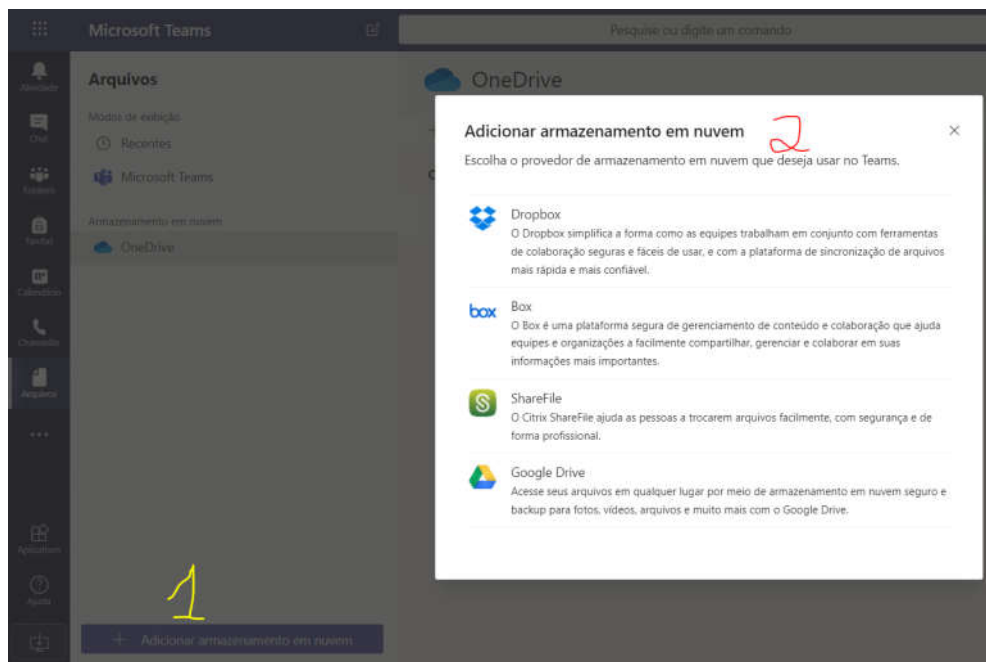 Microsoft Teams
Pesquise ou digite um comando
Atividade
Chat
Equipes
Tarefas
Calendário
Chamadas
Arquivos
Aplicativos
Ajuda
Arquivos
Modos de exibição
Recentes
Microsoft Teams
Armazenamento em nuvem
OneDrive
1
+ Adicionar armazenamento em nuvem
OneDrive
Adicionar armazenamento em nuvem 2
Escolha o provedor de armazenamento em nuvem que deseja usar no Teams.
Dropbox
O Dropbox simplifica a forma como as equipes trabalham em conjunto com ferramentas
de colaboração seguras e fáceis de usar, e com a plataforma de sincronização de arquivos
mais rápida e mais confiável.
box
Box
O Box é uma plataforma segura de gerenciamento de conteúdo e colaboração que ajuda
equipes e organizações a facilmente compartilhar, gerenciar e colaborar em suas
informações mais importantes.
S
ShareFile
O Citrix ShareFile ajuda as pessoas a trocarem arquivos facilmente, com segurança e de
forma profissional.
Google Drive
Acesse seus arquivos em qualquer lugar por meio de armazenamento em nuvem seguro e
backup para fotos, vídeos, arquivos e muito mais com o Google Drive.